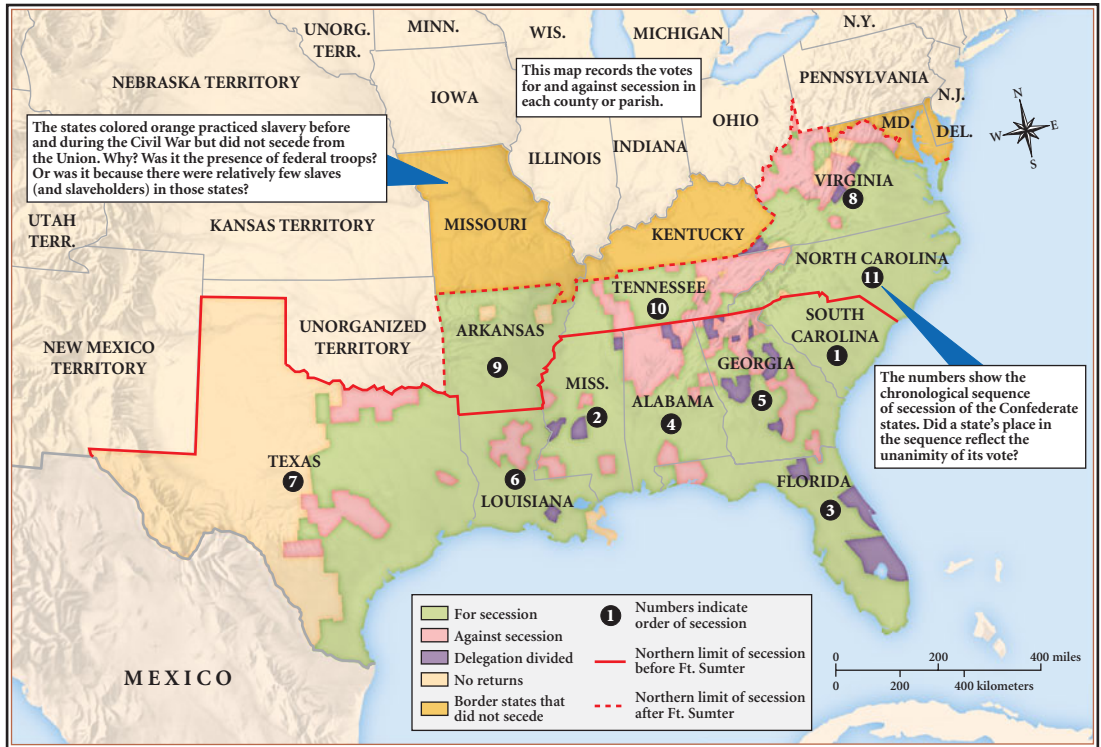 UNORG.
TERR.
MINN.
WIS.
MICHIGAN
N.Y.
NEBRASKA TERRITORY
IOWA
This map records the votes
for and against secession in
each county or parish.
PENNSYLVANIA
N.J.
OHIO
MD.
DEL.
N
W
E
S
The states colored orange practiced slavery before
and during the Civil War but did not secede from
the Union. Why? Was it the presence of federal troops?
Or was it because there were relatively few slaves
(and slaveholders) in those states?
ILLINOIS
INDIANA
VIRGINIA
8
UTAH
TERR.
KANSAS TERRITORY
MISSOURI
KENTUCKY
NORTH CAROLINA
11
TENNESSEE
10
NEW MEXICO
TERRITORY
UNORGANIZED
TERRITORY
ARKANSAS
9
SOUTH
CAROLINA
1
GEORGIA
5
MISS.
2
ALABAMA
4
The numbers show the
chronological sequence
of secession of the Confederate
states. Did a state's place in
the sequence reflect the
unanimity of its vote?
TEXAS
7
6
LOUISIANA
FLORIDA
3
MEXICO
For secession
Against secession
Delegation divided
No returns
Border states that
did not secede
1
Numbers indicate
order of secession
Northern limit of secession
before Ft. Sumter
Northern limit of secession
after Ft. Sumter
0 200 400 miles
0 200 400 kilometers